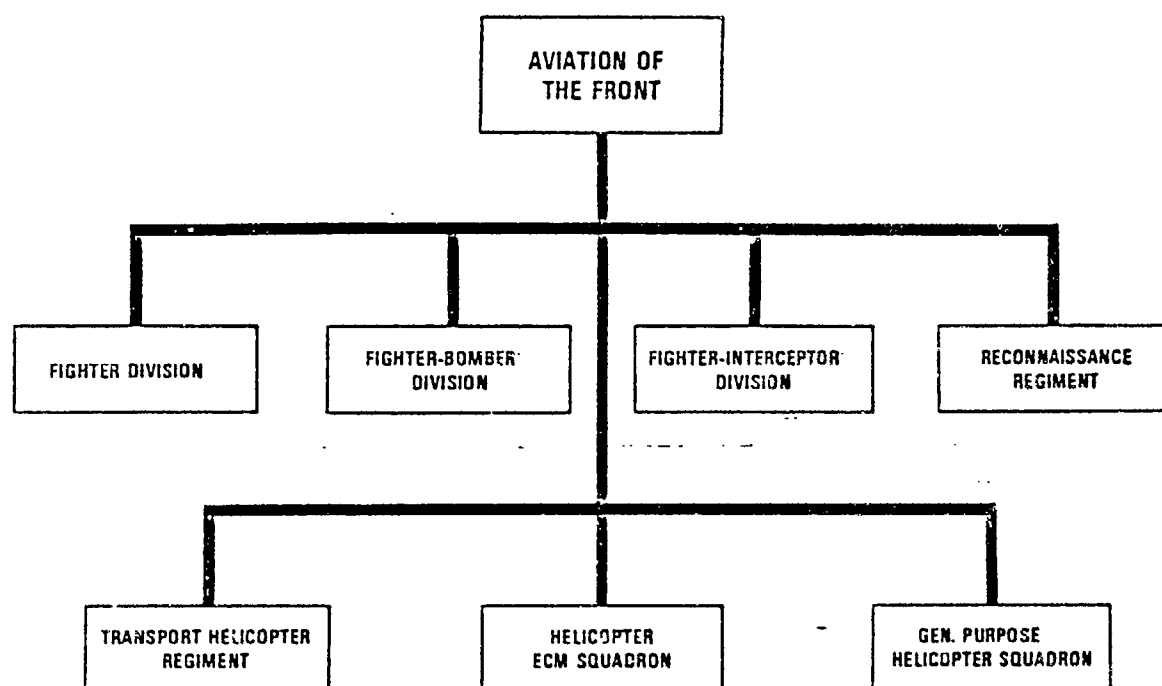 AVIATION OF
THE FRONT
FIGHTER DIVISION
FIGHTER-BOMBER
DIVISION
FIGHTER-INTERCEPTOR
DIVISION
RECONNAISSANCE
REGIMENT
TRANSPORT HELICOPTER
REGIMENT
HELICOPTER
ECM SQUADRON
GEN. PURPOSE
HELICOPTER SQUADRON